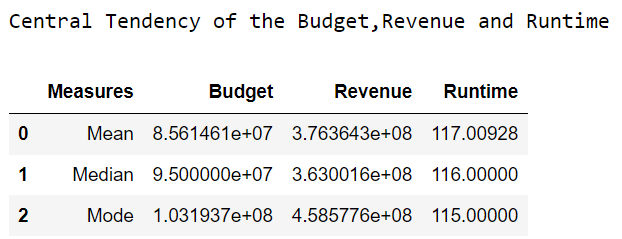 Central Tendency of the Budget,Revenue and Runtime
Measures Budget Revenue Runtime
0 Mean 8.561461e+07 3.763643e+08 117.00928
1 Median 9.500000e+07 3.630016e+08 116.00000
2 Mode 1.031937e+08 4.585776e+08 115.00000